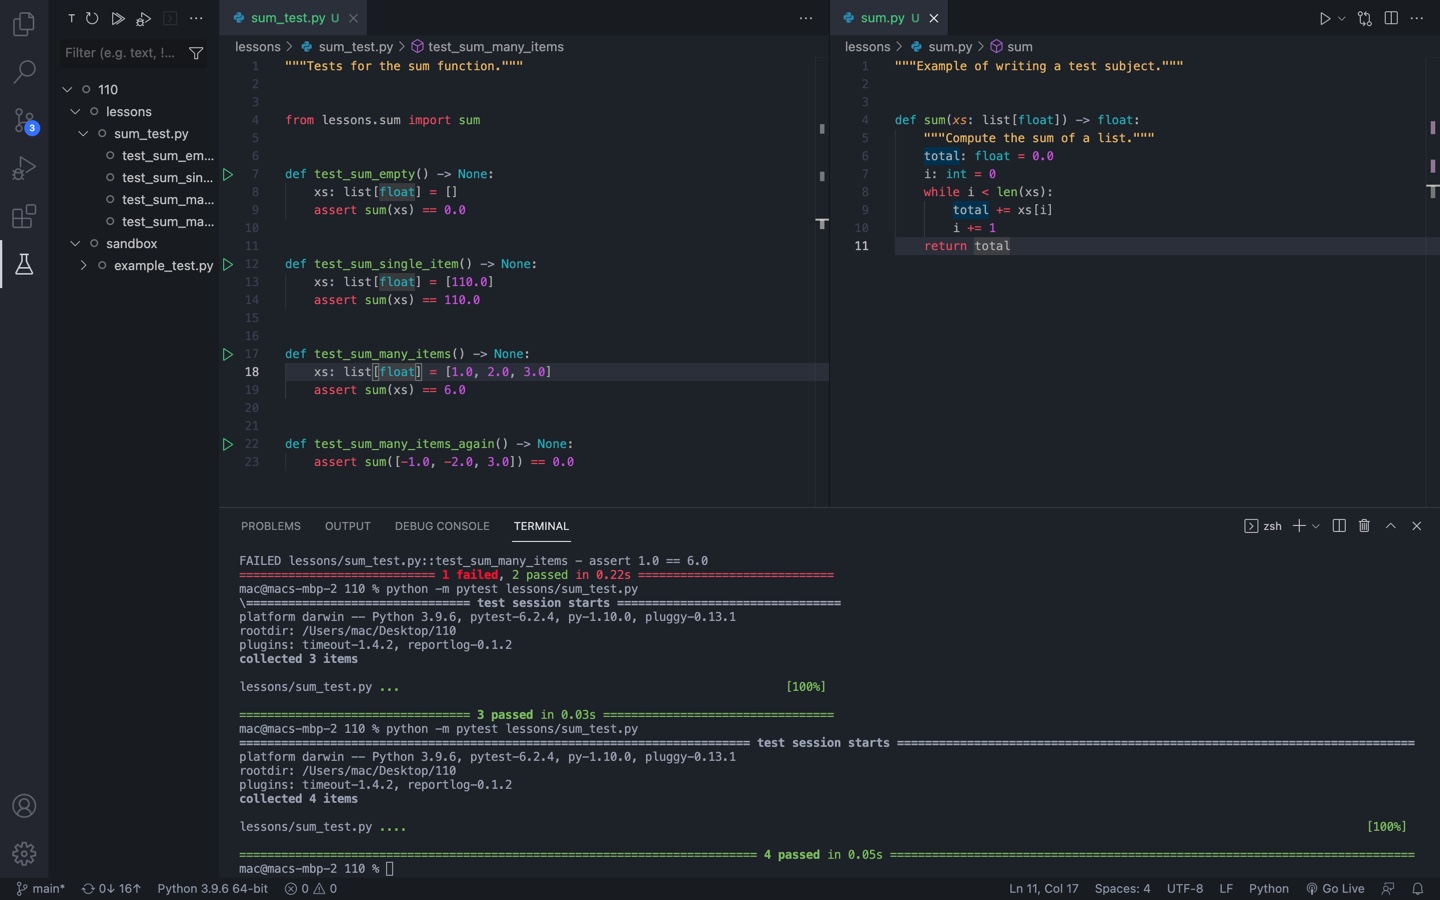 T
Filter (e.g. text, !...
110
lessons
sum_test.py
test_sum_em...
test_sum_sin...
test_sum_ma...
test_sum_ma...
sandbox
example_test.py
3
sum_test.py U
lessons > sum_test.py > test_sum_many_items
1 """Tests for the sum function."""
2
3
4 from lessons.sum import sum
5
6
7 def test_sum_empty() -> None:
8 xs: list[float] = []
9 assert sum(xs) == 0.0
10
11
12 def test_sum_single_item() -> None:
13 xs: list[float] = [110.0]
14 assert sum(xs) == 110.0
15
16
17 def test_sum_many_items() -> None:
18 xs: list[float] = [1.0, 2.0, 3.0]
19 assert sum(xs) == 6.0
20
21
22 def test_sum_many_items_again() -> None:
23 assert sum([-1.0, -2.0, 3.0]) == 0.0
sum.py U
lessons > sum.py > sum
1 """Example of writing a test subject."""
2
3
4 def sum(xs: list[float]) -> float:
5 """Compute the sum of a list."""
6 total: float = 0.0
7 i: int = 0
8 while i < len(xs):
9 total += xs[i]
10 i += 1
11 return total
PROBLEMS OUTPUT DEBUG CONSOLE TERMINAL
zsh
FAILED lessons/sum_test.py::test_sum_many_items - assert 1.0 == 6.0
============================ 1 failed, 2 passed in 0.22s ============================
mac@macs-mbp-2 110 % python -m pytest lessons/sum_test.py
\================================ test session starts ================================
platform darwin -- Python 3.9.6, pytest-6.2.4, py-1.10.0, pluggy-0.13.1
rootdir: /Users/mac/Desktop/110
plugins: timeout-1.4.2, reportlog-0.1.2
collected 3 items
lessons/sum_test.py ... [100%]
================================= 3 passed in 0.03s =================================
mac@macs-mbp-2 110 % python -m pytest lessons/sum_test.py
========================================================================= test session starts ==========================================================================
platform darwin -- Python 3.9.6, pytest-6.2.4, py-1.10.0, pluggy-0.13.1
rootdir: /Users/mac/Desktop/110
plugins: timeout-1.4.2, reportlog-0.1.2
collected 4 items
lessons/sum_test.py .... [100%]
========================================================================== 4 passed in 0.05s ===========================================================================
mac@macs-mbp-2 110 %
main* 0↓ 16↑ Python 3.9.6 64-bit 0 0 Ln 11, Col 17 Spaces: 4 UTF-8 LF Python Go Live